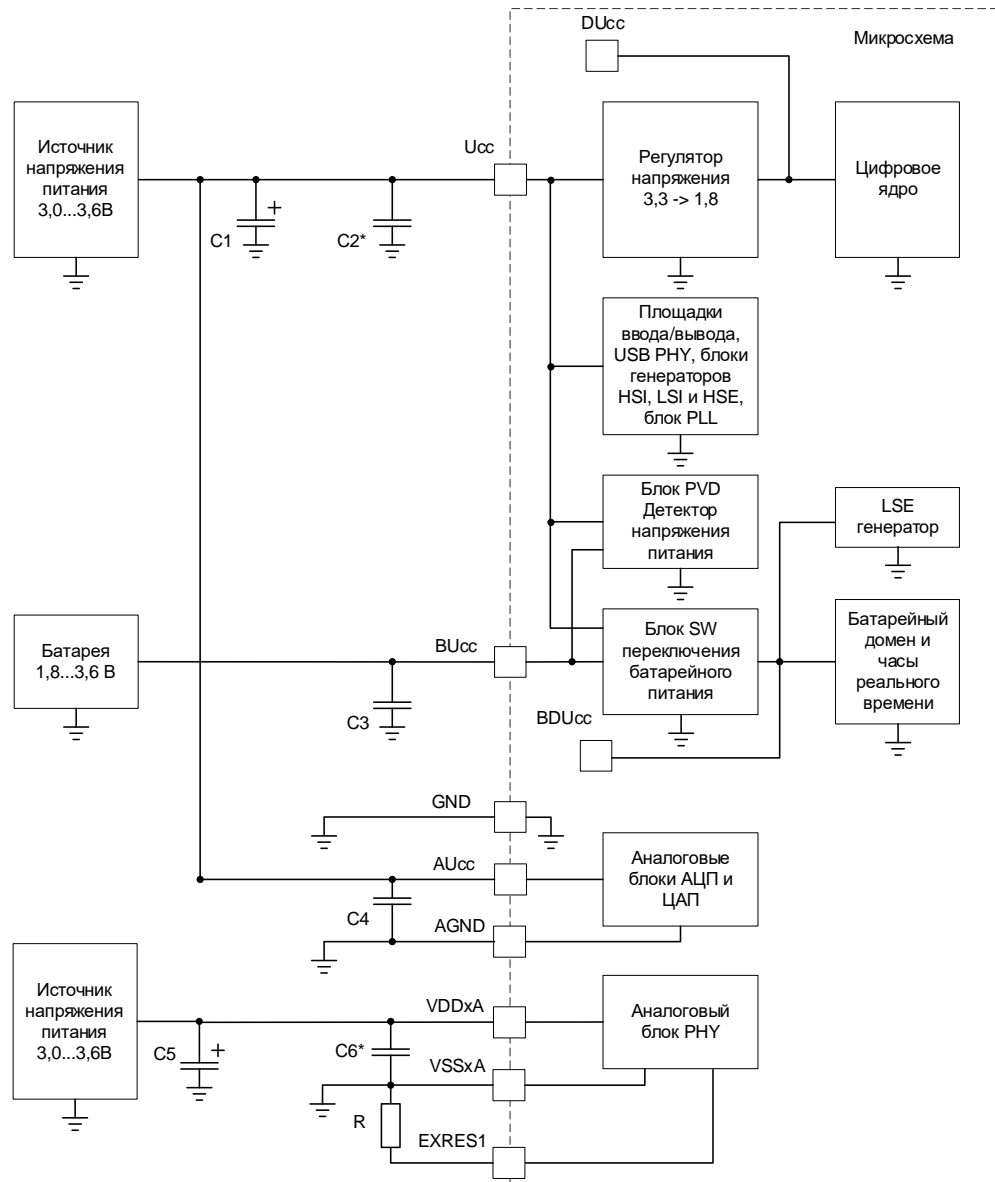 DUcc
Микросхема
Источник
напряжения
питания
3,0...3,6В
Ucc
Регулятор
напряжения
3,3 -> 1,8
Цифровое
ядро
C1
+
C2*
Площадки
ввода/вывода,
USB PHY, блоки
генераторов
HSI, LSI и HSE,
блок PLL
Блок PVD
Детектор
напряжения
питания
LSE
генератор
Батарея
1,8...3,6 В
BUcc
C3
Блок SW
переключения
батарейного
питания
Батарейный
домен и
часы
реального
времени
BDUcc
GND
AUcc
C4
AGND
Аналоговые
блоки АЦП и
ЦАП
Источник
напряжения
питания
3,0...3,6В
C5
+
VDDxA
C6*
VSSxA
R
EXRES1
Аналоговый
блок PHY